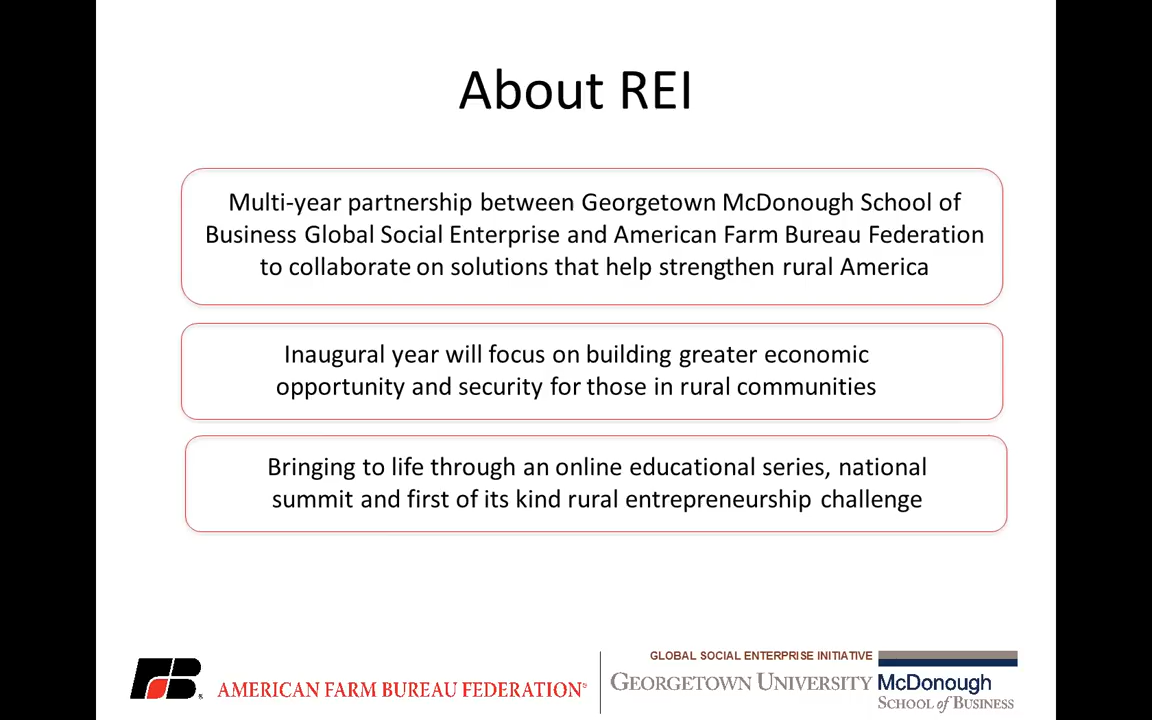 About REI
Multi-year partnership between Georgetown McDonough School of
Business Global Social Enterprise and American Farm Bureau Federation
to collaborate on solutions that help strengthen rural America
Inaugural year will focus on building greater economic
opportunity and security for those in rural communities
Bringing to life through an online educational series, national
summit and first of its kind rural entrepreneurship challenge
FB® AMERICAN FARM BUREAU FEDERATION®
GLOBAL SOCIAL ENTERPRISE INITIATIVE
GEORGETOWN UNIVERSITY McDonough
SCHOOL of BUSINESS